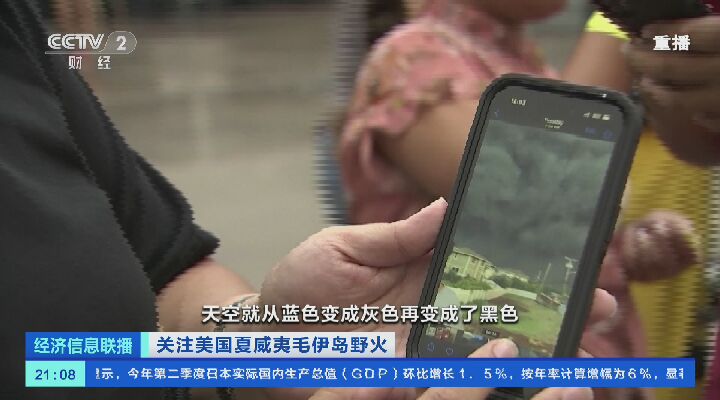 CCTV 2
财经
重播
天空就从蓝色变成灰色再变成了黑色
经济信息联播 关注美国夏威夷毛伊岛野火
21:08 显示，今年第二季度日本实际国内生产总值（GDP）环比增长1.5%，按年率计算增幅为6%，显